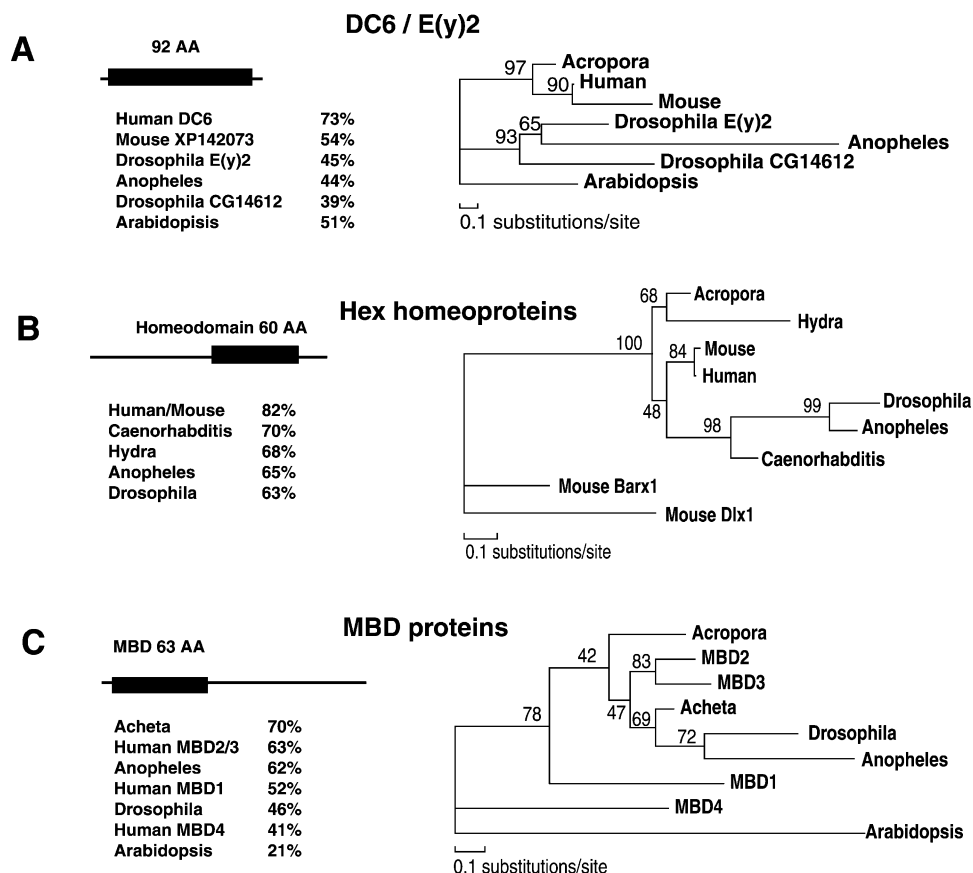 DC6 / E(y)2
A
92 AA
Human DC6 73%
Mouse XP142073 54%
Drosophila E(y)2 45%
Anopheles 44%
Drosophila CG14612 39%
Arabidopisis 51%
97
Acropora
90
Human
Mouse
65
Drosophila E(y)2
93
Anopheles
Drosophila CG14612
Arabidopsis
0.1 substitutions/site
B
Hex homeoproteins
Homeodomain 60 AA
Human/Mouse 82%
Caenorhabditis 70%
Hydra 68%
Anopheles 65%
Drosophila 63%
68
Acropora
Hydra
100
84
Mouse
Human
48
99
Drosophila
98
Anopheles
Caenorhabditis
Mouse Barx1
Mouse Dlx1
0.1 substitutions/site
C
MBD proteins
MBD 63 AA
Acheta 70%
Human MBD2/3 63%
Anopheles 62%
Human MBD1 52%
Drosophila 46%
Human MBD4 41%
Arabidopsis 21%
42
Acropora
83
MBD2
MBD3
47
69
Acheta
78
72
Drosophila
Anopheles
MBD1
MBD4
Arabidopsis
0.1 substitutions/site